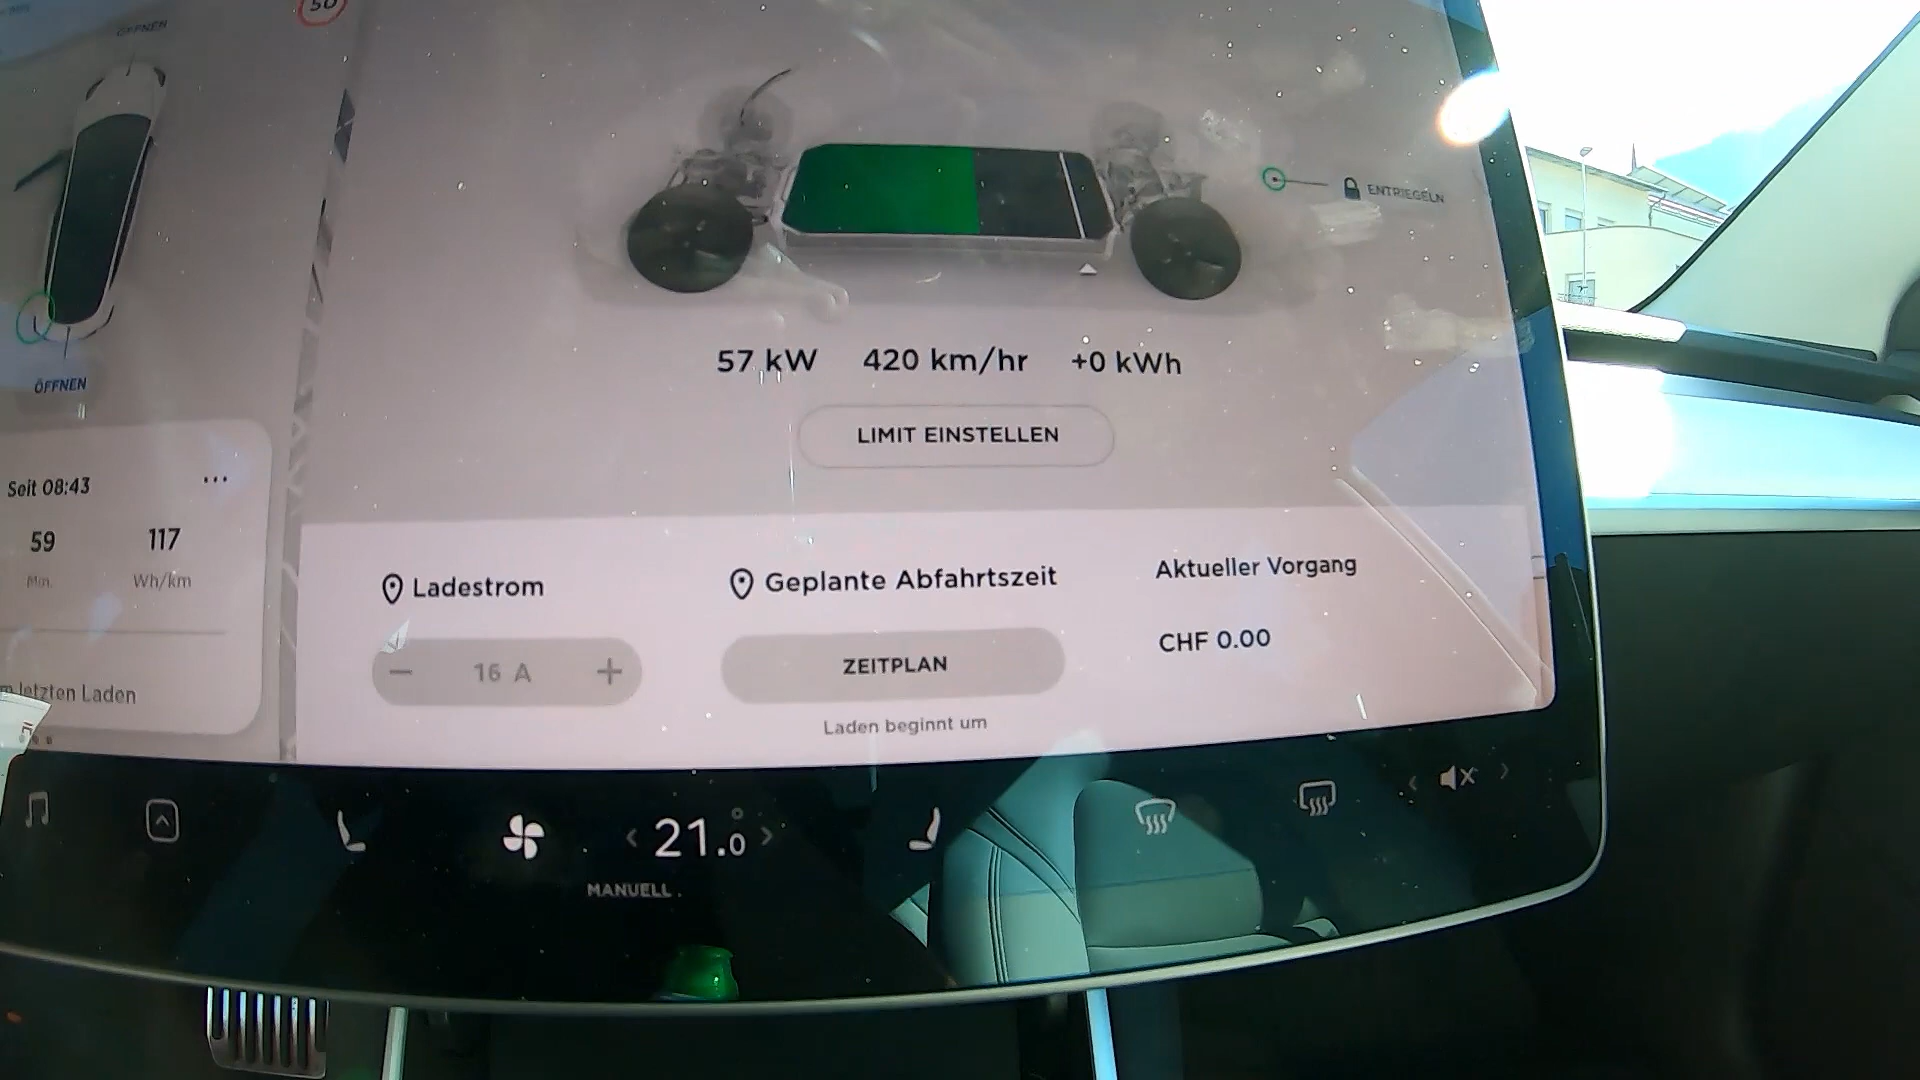 ÖFFNEN
50
ENTRIEGELN
ÖFFNEN
57 kW 420 km/hr +0 kWh
LIMIT EINSTELLEN
Seit 08:43 ...
59 117
Min. Wh/km
letzten Laden
Ladestrom
- 16 A +
Geplante Abfahrtszeit
ZEITPLAN
Laden beginnt um
Aktueller Vorgang
CHF 0.00
< 21.0° >
MANUELL